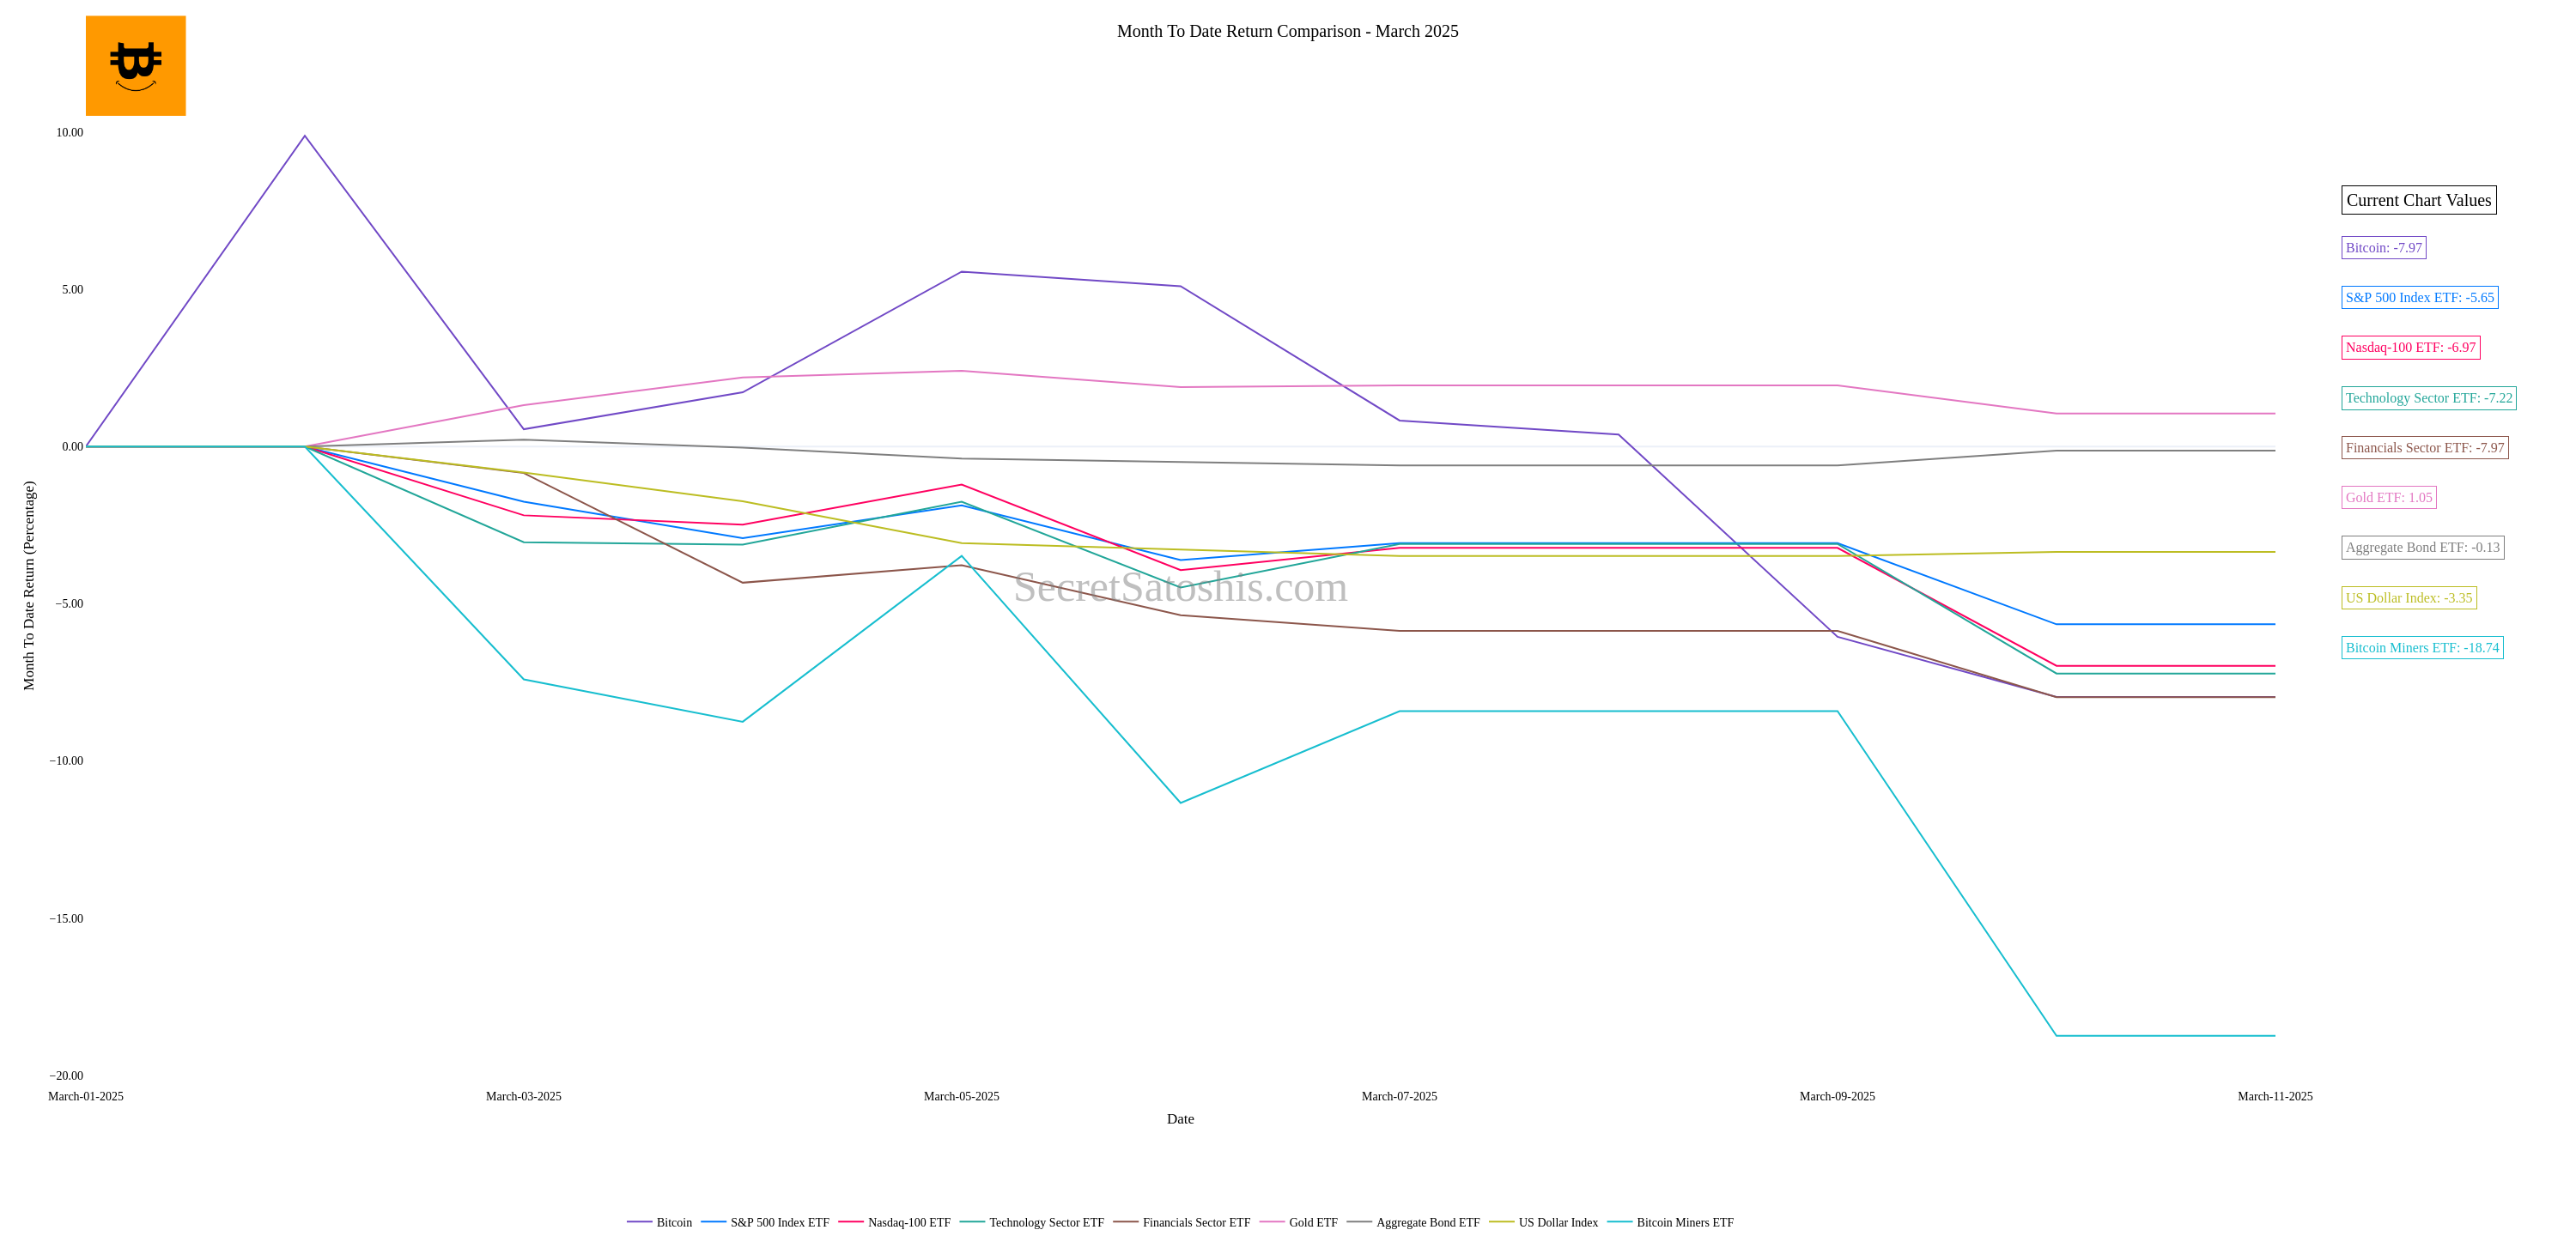 Month To Date Return Comparison - March 2025
10.00
5.00
0.00
−5.00
−10.00
−15.00
−20.00
Month To Date Return (Percentage)
March-01-2025
March-03-2025
March-05-2025
March-07-2025
March-09-2025
March-11-2025
Date
SecretSatoshis.com
Current Chart Values
Bitcoin: -7.97
S&P 500 Index ETF: -5.65
Nasdaq-100 ETF: -6.97
Technology Sector ETF: -7.22
Financials Sector ETF: -7.97
Gold ETF: 1.05
Aggregate Bond ETF: -0.13
US Dollar Index: -3.35
Bitcoin Miners ETF: -18.74
Bitcoin
S&P 500 Index ETF
Nasdaq-100 ETF
Technology Sector ETF
Financials Sector ETF
Gold ETF
Aggregate Bond ETF
US Dollar Index
Bitcoin Miners ETF